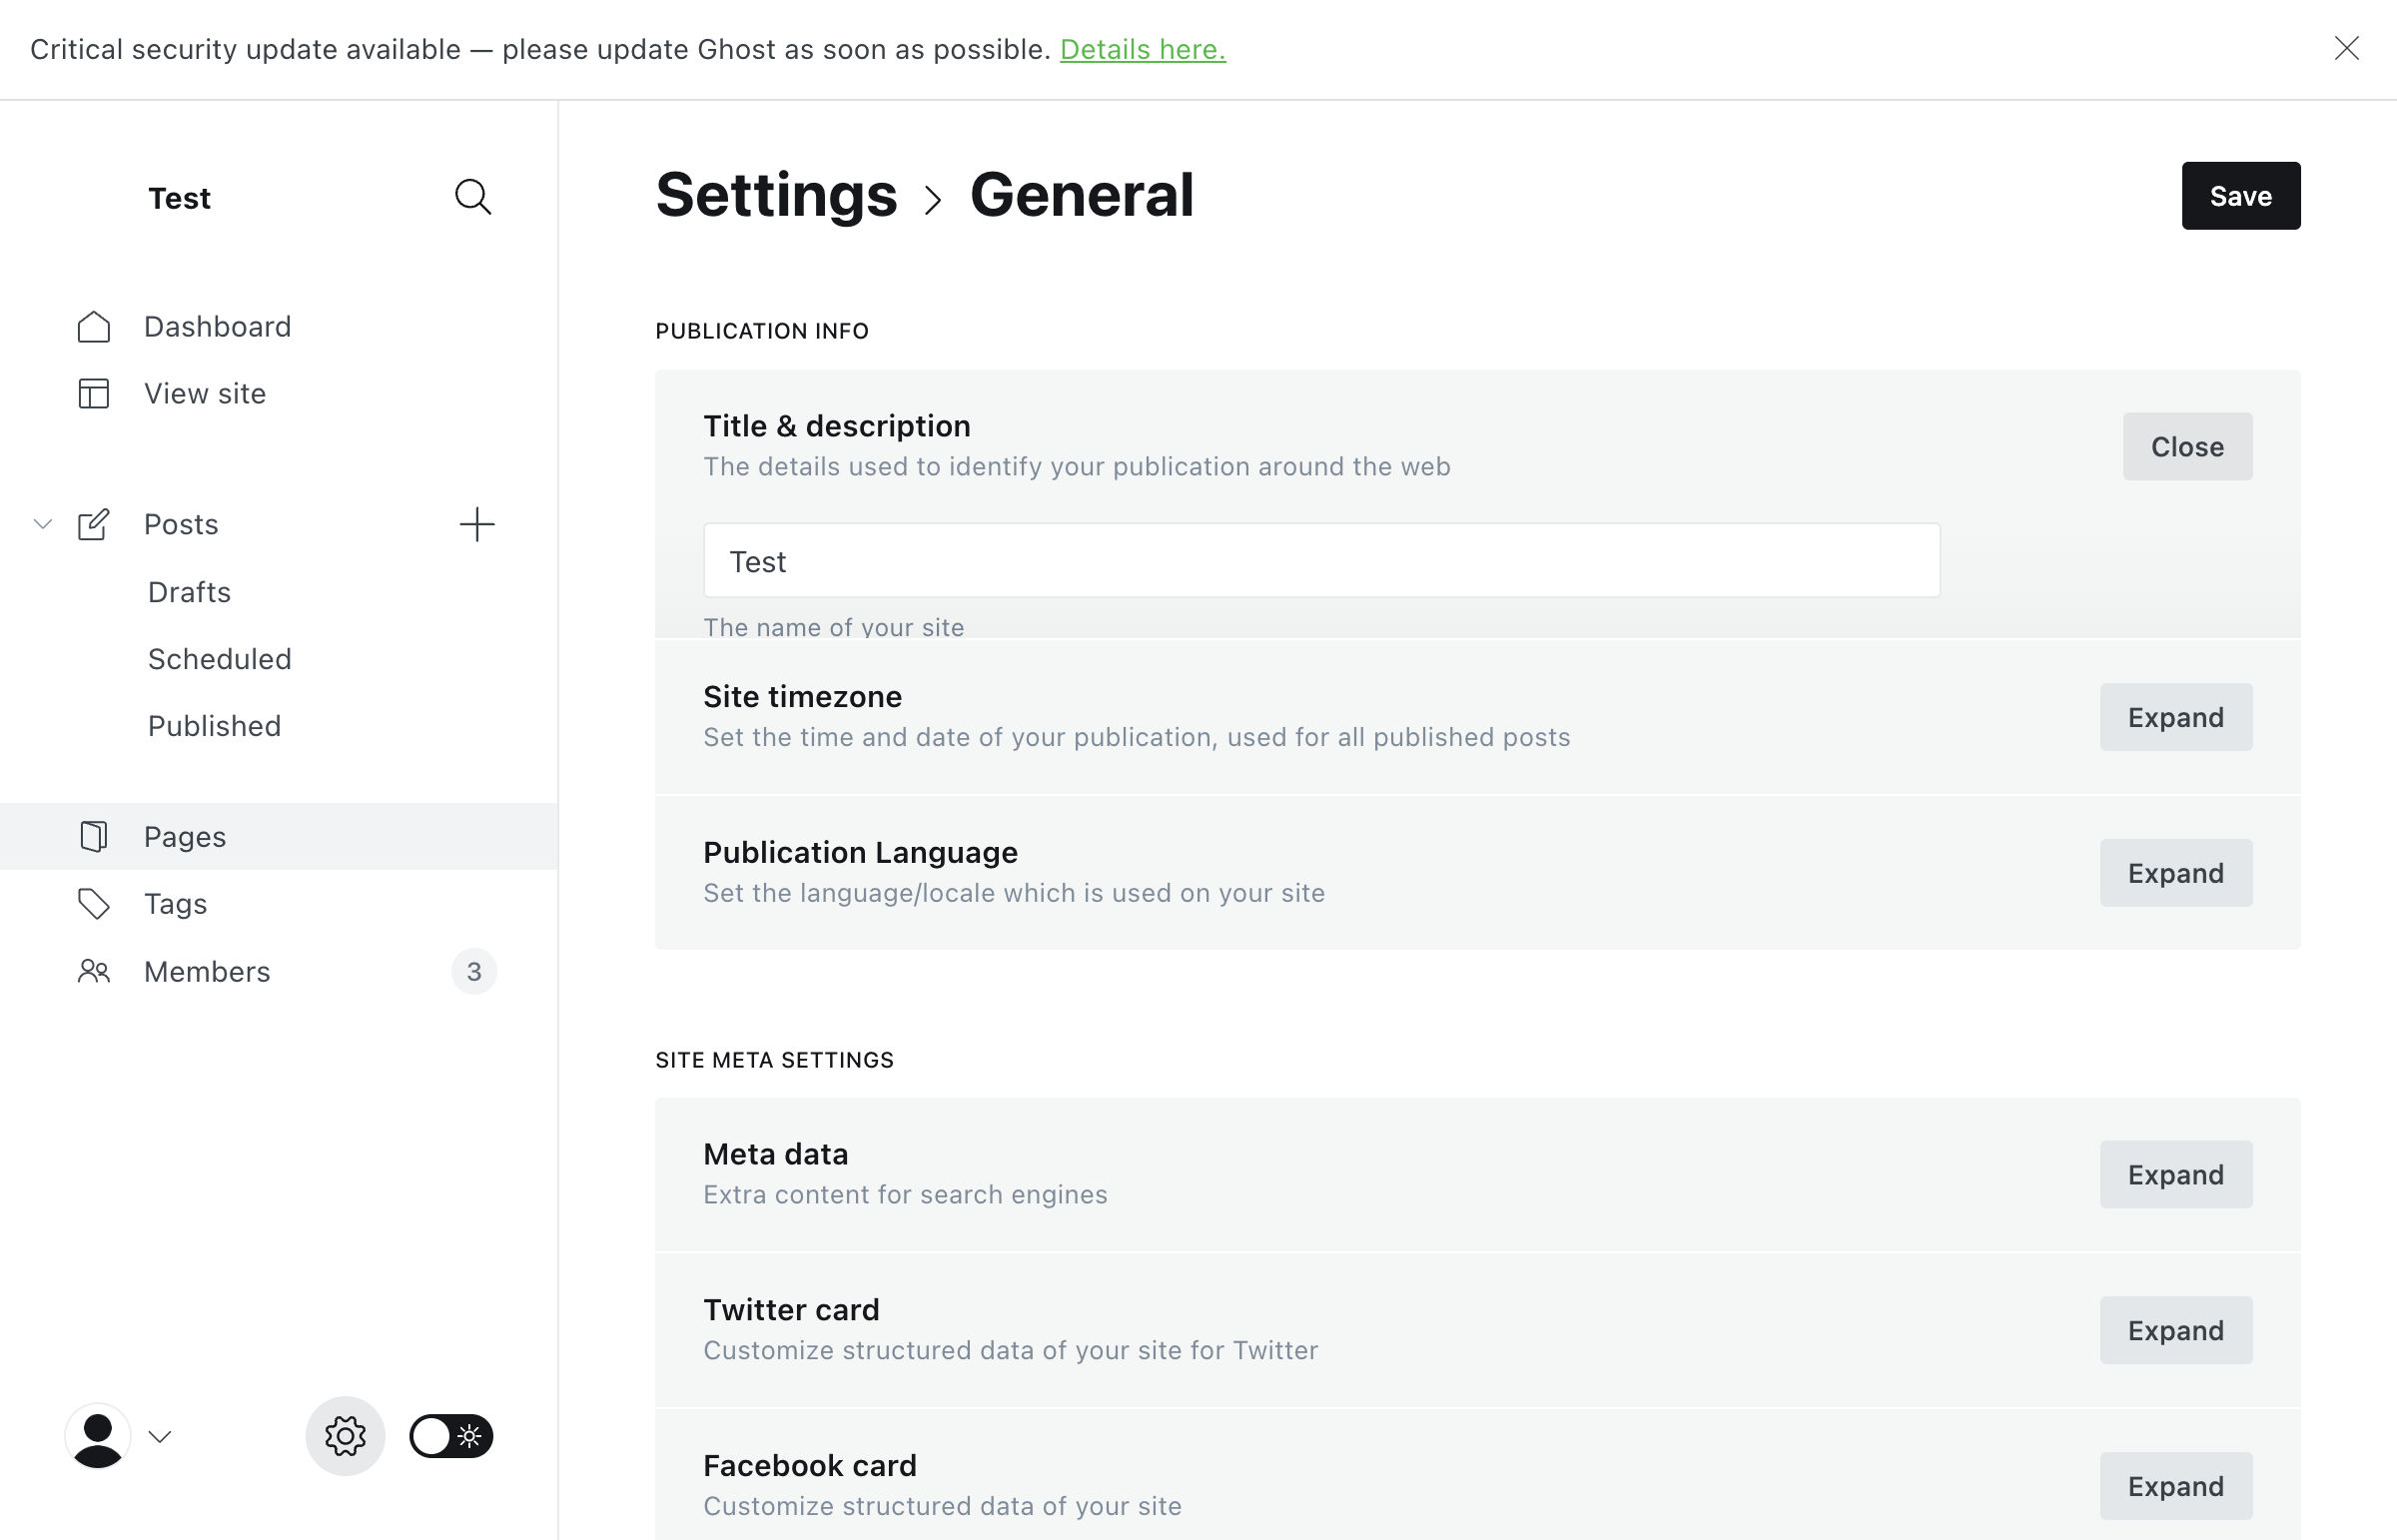 Critical security update available — please update Ghost as soon as possible. Details here.
Test
Dashboard
View site
Posts
Drafts
Scheduled
Published
Pages
Tags
Members
3
Settings > General
Save
PUBLICATION INFO
Title & description
The details used to identify your publication around the web
Close
Test
The name of your site
Site timezone
Set the time and date of your publication, used for all published posts
Expand
Publication Language
Set the language/locale which is used on your site
Expand
SITE META SETTINGS
Meta data
Extra content for search engines
Expand
Twitter card
Customize structured data of your site for Twitter
Expand
Facebook card
Customize structured data of your site
Expand